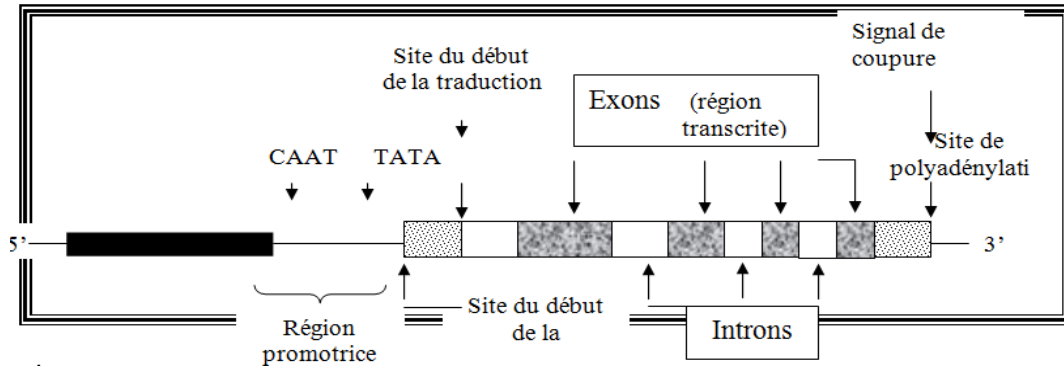 Signal de
coupure
Site du début
de la traduction
Exons (région
transcrite)
Site de
polyadénylati
CAAT TATA
5’
3’
Site du début
de la
Région
promotrice
Introns